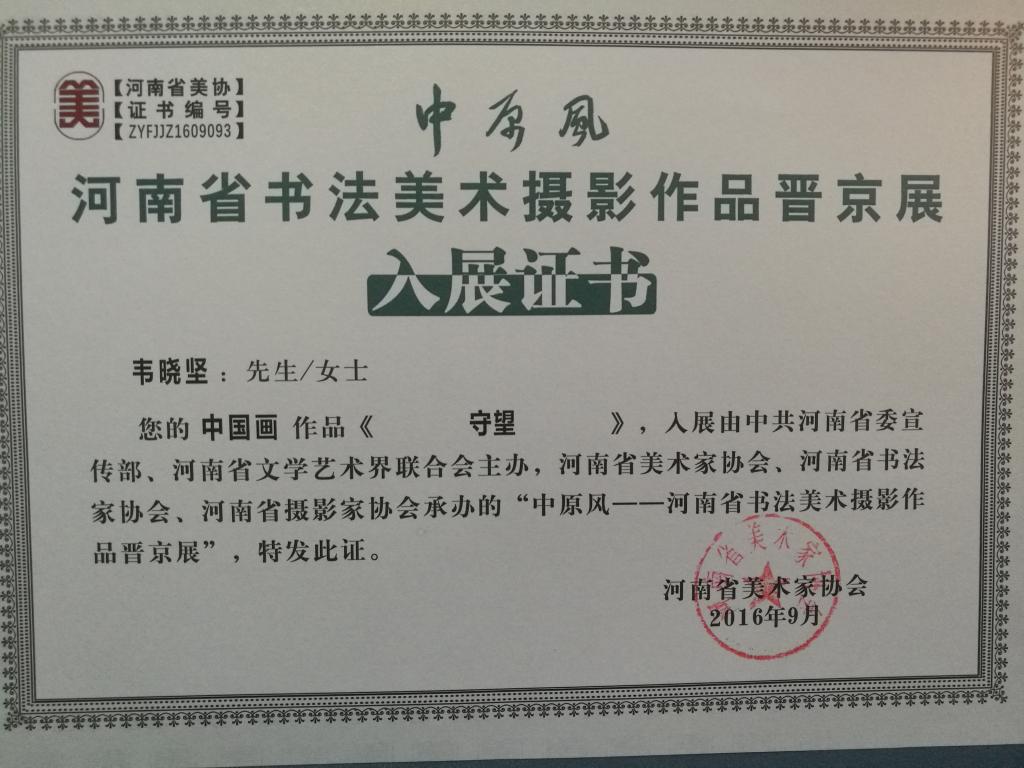 【河南省美协】
【证书编号】
【ZYFJJZ1609093】
中原风
河南省书法美术摄影作品晋京展
入展证书
韦晓坚：先生/女士
您的 中国画 作品《 守望 》，入展由中共河南省委宣
传部、河南省文学艺术界联合会主办，河南省美术家协会、河南省书法
家协会、河南省摄影家协会承办的“中原风——河南省书法美术摄影作
品晋京展”，特发此证。
河南省美术家协会
2016年9月